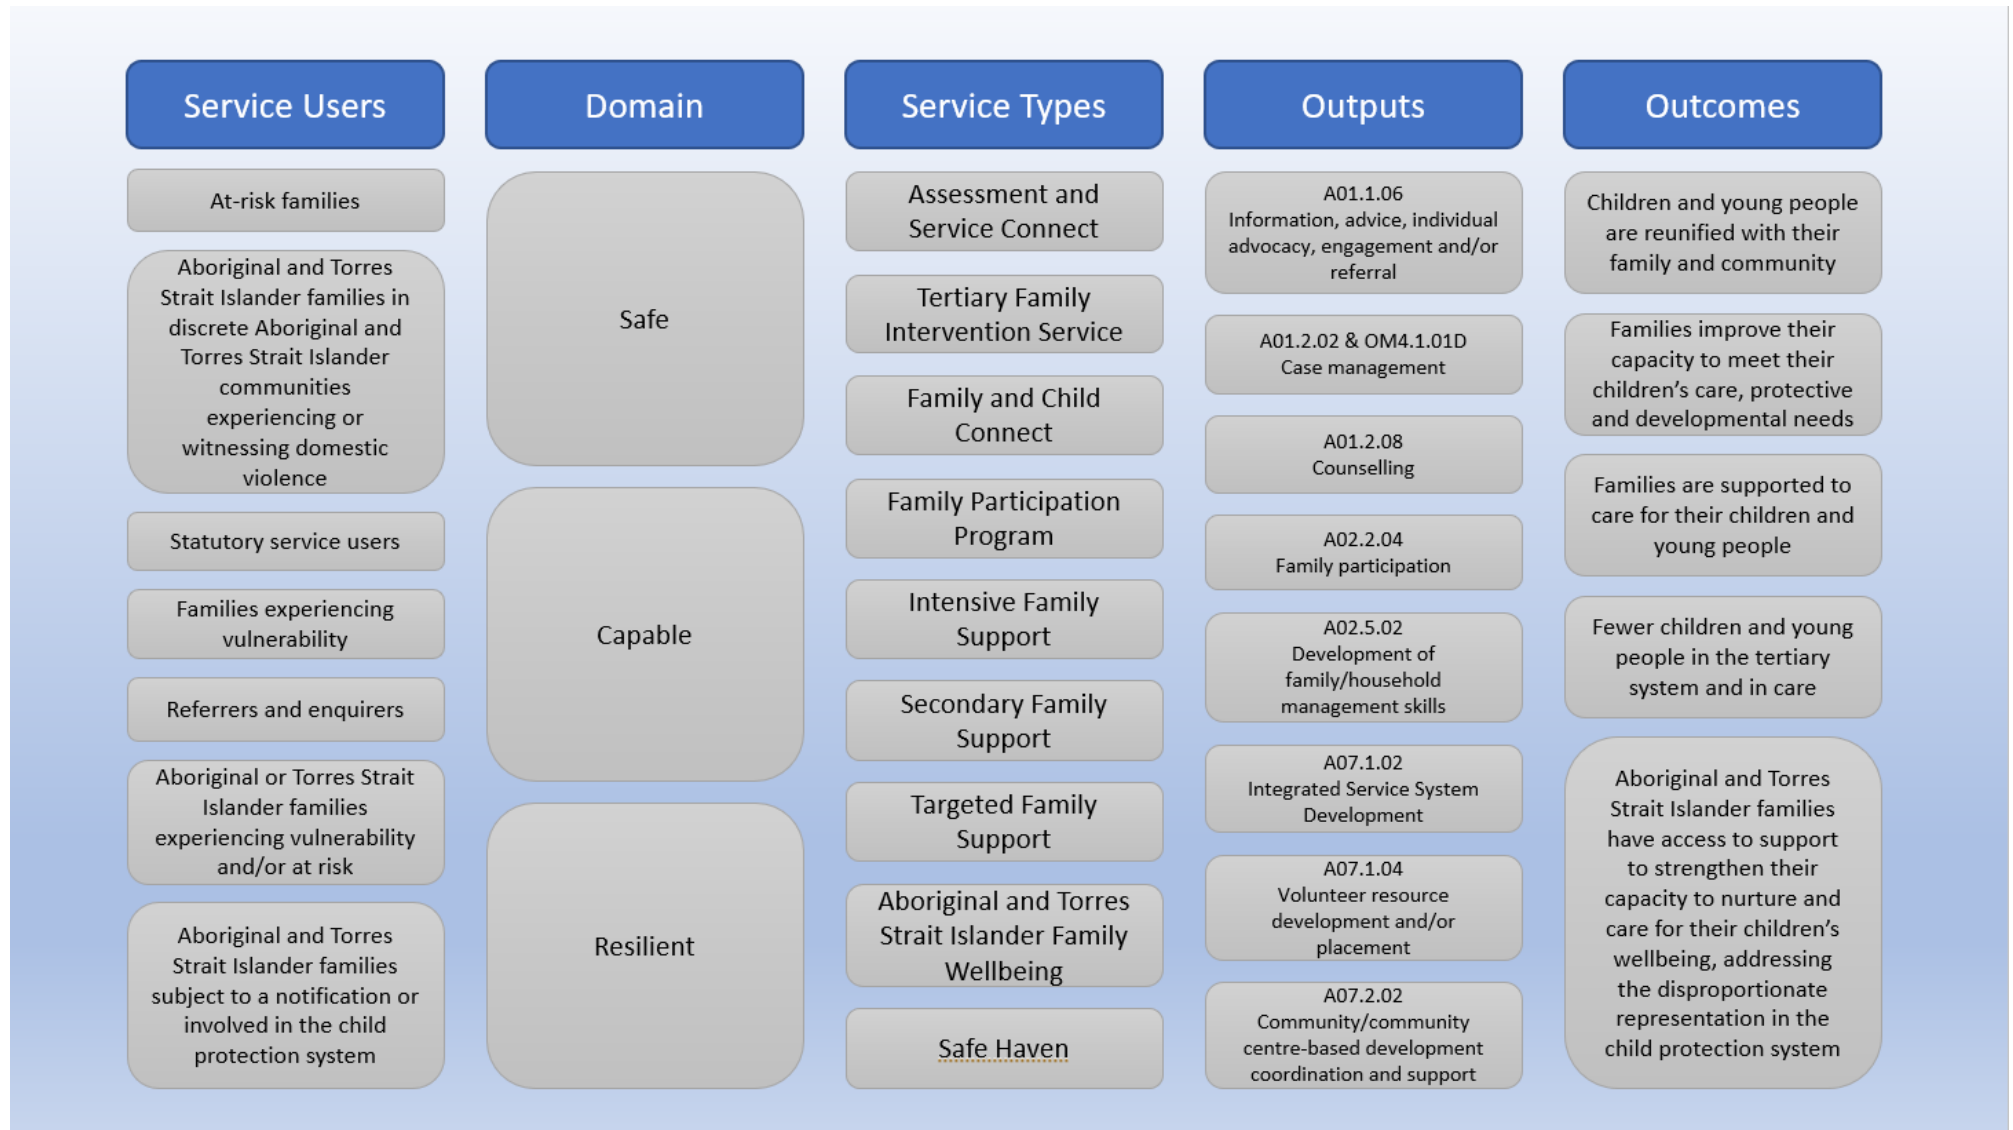 Service Users
At-risk families
Aboriginal and Torres
Strait Islander families in
discrete Aboriginal and
Torres Strait Islander
communities
experiencing or
witnessing domestic
violence
Statutory service users
Families experiencing
vulnerability
Referrers and enquirers
Aboriginal or Torres Strait
Islander families
experiencing vulnerability
and/or at risk
Aboriginal and Torres
Strait Islander families
subject to a notification or
involved in the child
protection system
Domain
Safe
Capable
Resilient
Service Types
Assessment and
Service Connect
Tertiary Family
Intervention Service
Family and Child
Connect
Family Participation
Program
Intensive Family
Support
Secondary Family
Support
Targeted Family
Support
Aboriginal and Torres
Strait Islander Family
Wellbeing
Safe Haven
Outputs
A01.1.06
Information, advice, individual
advocacy, engagement and/or
referral
A01.2.02 & OM4.1.01D
Case management
A01.2.08
Counselling
A02.2.04
Family participation
A02.5.02
Development of
family/household
management skills
A07.1.02
Integrated Service System
Development
A07.1.04
Volunteer resource
development and/or
placement
A07.2.02
Community/community
centre-based development
coordination and support
Outcomes
Children and young people
are reunified with their
family and community
Families improve their
capacity to meet their
children’s care, protective
and developmental needs
Families are supported to
care for their children and
young people
Fewer children and young
people in the tertiary
system and in care
Aboriginal and Torres
Strait Islander families
have access to support
to strengthen their
capacity to nurture and
care for their children’s
wellbeing, addressing
the disproportionate
representation in the
child protection system